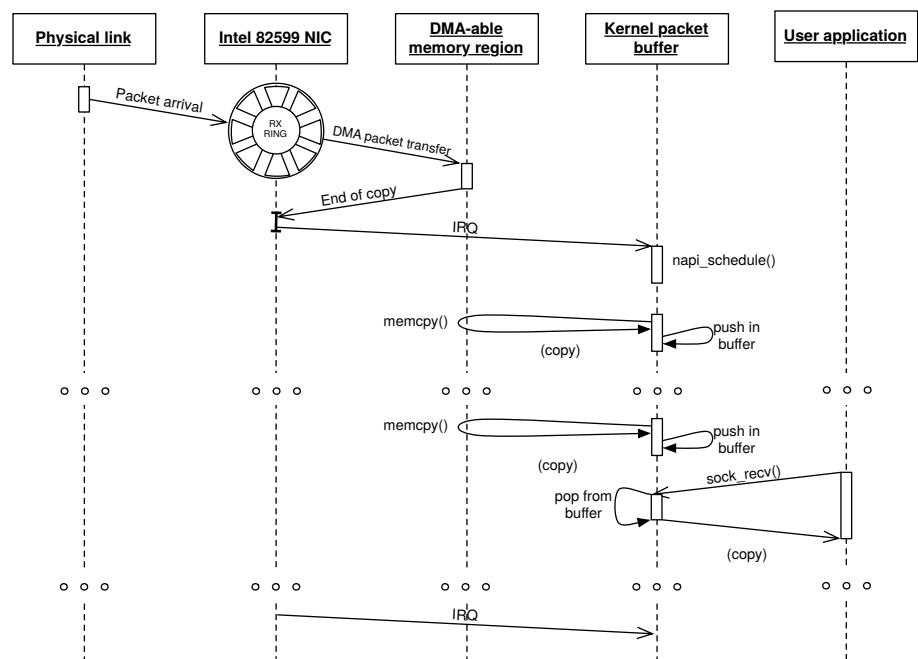 Physical link
Intel 82599 NIC
DMA-able
memory region
Kernel packet
buffer
User application
Packet arrival
RX
RING
DMA packet transfer
End of copy
IRQ
napi_schedule()
memcpy()
(copy)
push in
buffer
memcpy()
(copy)
push in
buffer
sock_recv()
pop from
buffer
(copy)
IRQ